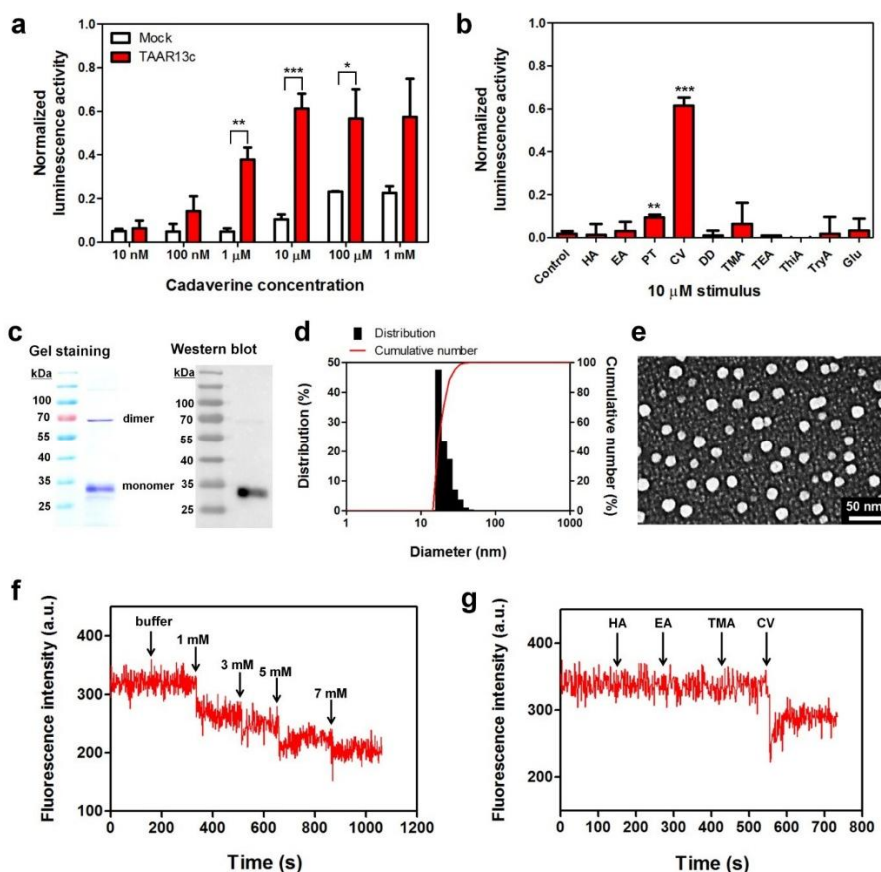 a
Mock
TAAR13c
Normalized
luminescence activity
1.0
0.8
0.6
0.4
0.2
0.0
**
***
*
10 nM 100 nM 1 μM 10 μM 100 μM 1 mM
Cadaverine concentration
b
Normalized
luminescence activity
1.0
0.8
0.6
0.4
0.2
0.0
**
***
Control HA EA PT CV DD TMA TEA ThiA TryA Glu
10 μM stimulus
c
Gel staining
kDa
100
70
55
40
35
25
dimer
monomer
Western blot
kDa
100
70
55
40
35
25
d
Distribution
Cumulative number
Distribution (%)
50
40
30
20
10
0
100
80
60
40
20
0
Cumulative number
(%)
1 10 100 1000
Diameter (nm)
e
50 nm
f
Fluorescence intensity (a.u.)
400
300
200
100
buffer
1 mM
3 mM
5 mM
7 mM
0 200 400 600 800 1000 1200
Time (s)
g
Fluorescence intensity (a.u.)
400
300
200
HA EA TMA CV
0 100 200 300 400 500 600 700 800
Time (s)